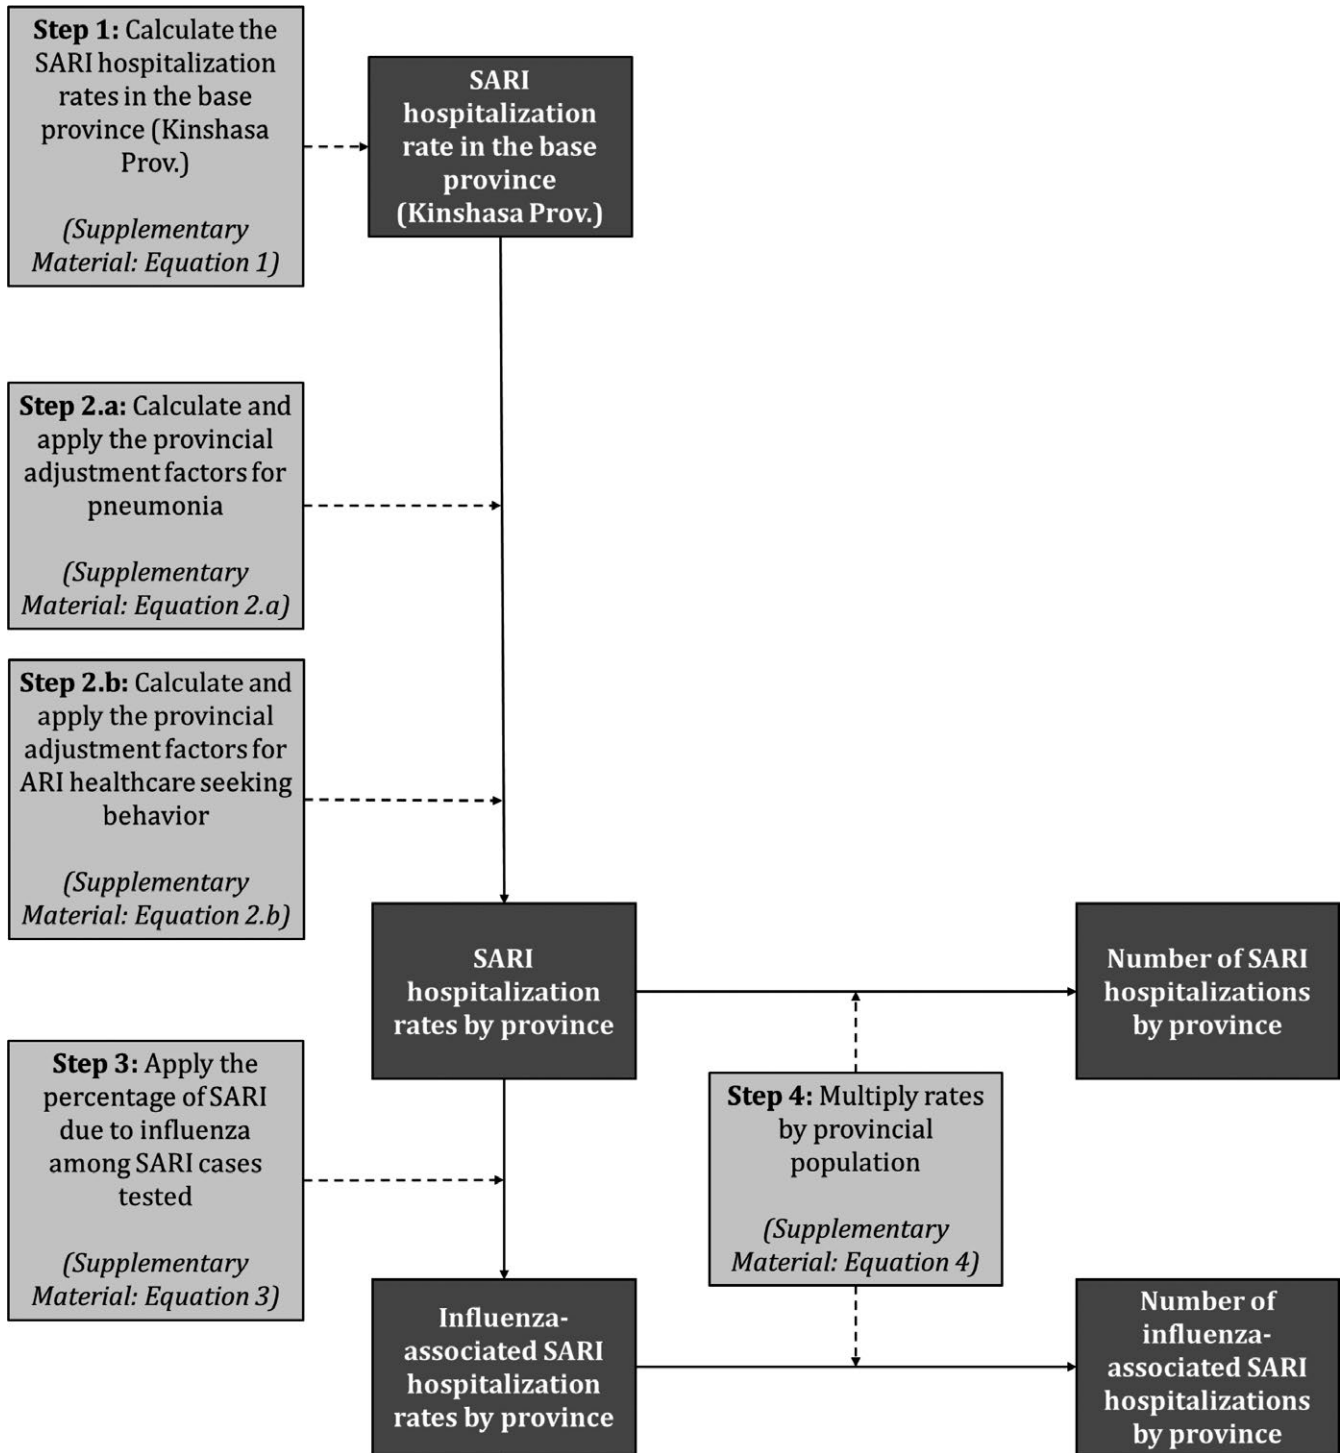 Step 1: Calculate the
SARI hospitalization
rates in the base
province (Kinshasa
Prov.)
(Supplementary
Material: Equation 1)
SARI
hospitalization
rate in the base
province
(Kinshasa Prov.)
Step 2.a: Calculate and
apply the provincial
adjustment factors for
pneumonia
(Supplementary
Material: Equation 2.a)
Step 2.b: Calculate and
apply the provincial
adjustment factors for
ARI healthcare seeking
behavior
(Supplementary
Material: Equation 2.b)
SARI
hospitalization
rates by province
Number of SARI
hospitalizations
by province
Step 3: Apply the
percentage of SARI
due to influenza
among SARI cases
tested
(Supplementary
Material: Equation 3)
Step 4: Multiply rates
by provincial
population
(Supplementary
Material: Equation 4)
Influenza-
associated SARI
hospitalization
rates by province
Number of
influenza-
associated SARI
hospitalizations
by province